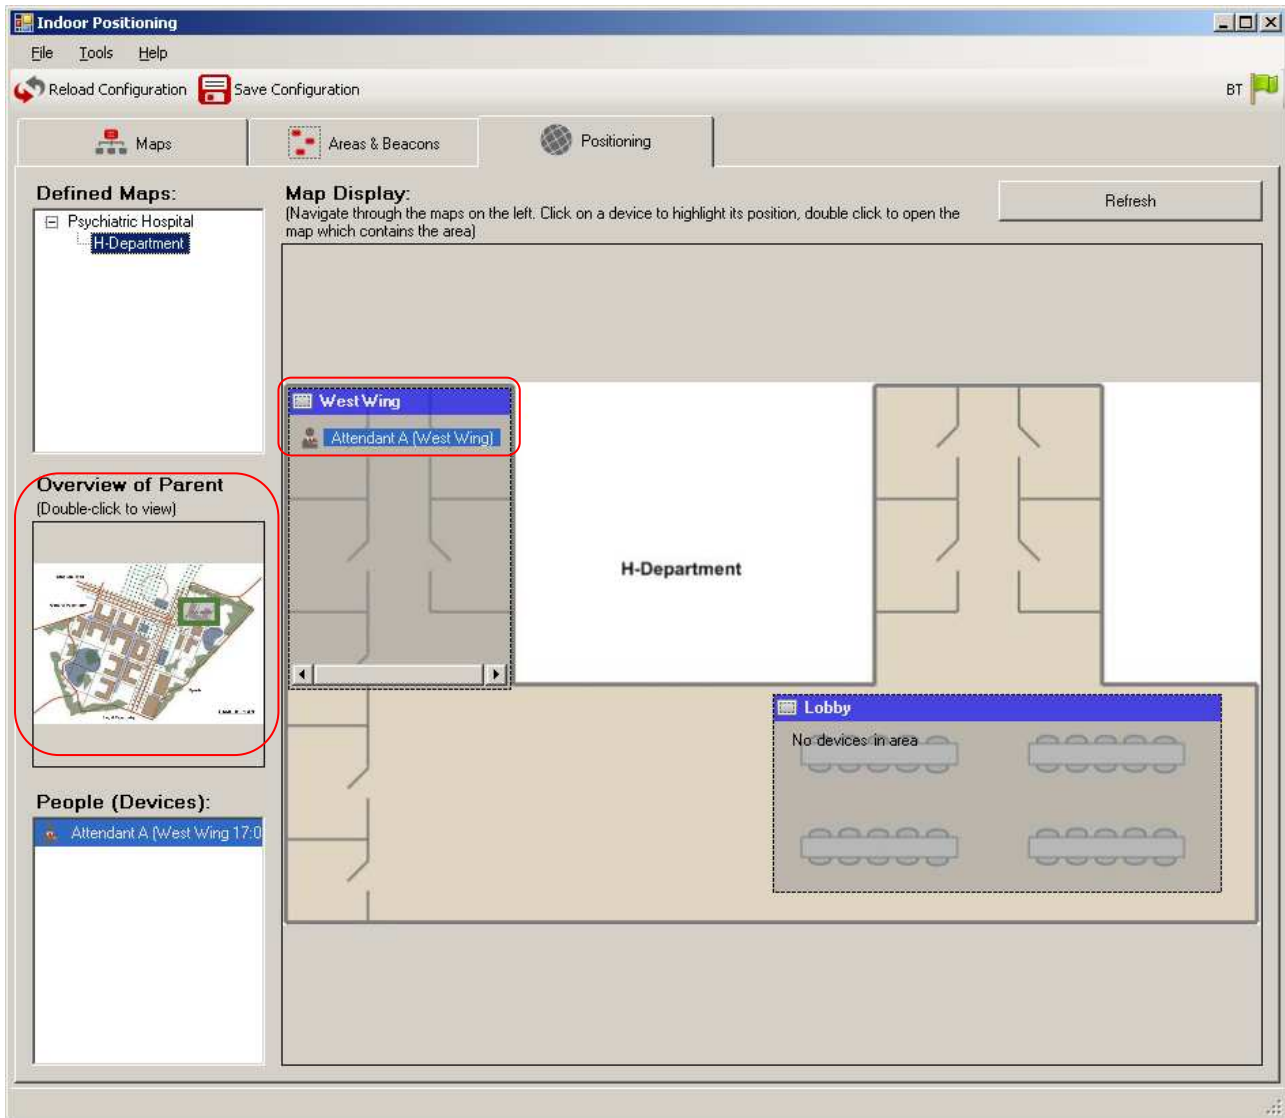 Indoor Positioning
File Tools Help
Reload Configuration Save Configuration BT
Maps Areas & Beacons Positioning
Defined Maps:
Psychiatric Hospital
H-Department
Map Display:
(Navigate through the maps on the left. Click on a device to highlight its position, double click to open the
map which contains the area)
Refresh
West Wing
Attendant A (West Wing)
H-Department
Lobby
No devices in area
Overview of Parent
(Double-click to view)
People (Devices):
Attendant A (West Wing 17:0